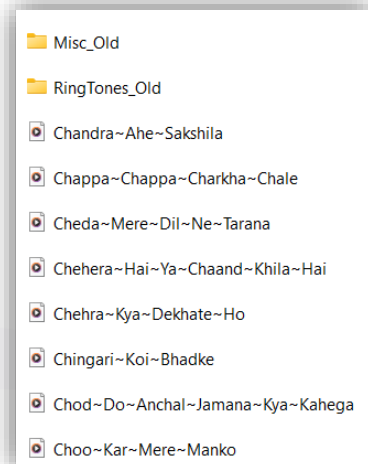 Misc_Old
RingTones_Old
Chandra~Ahe~Sakshila
Chappa~Chappa~Charkha~Chale
Cheda~Mere~Dil~Ne~Tarana
Chehera~Hai~Ya~Chaand~Khila~Hai
Chehra~Kya~Dekhate~Ho
Chingari~Koi~Bhadke
Chod~Do~Anchal~Jamana~Kya~Kahega
Choo~Kar~Mere~Manko